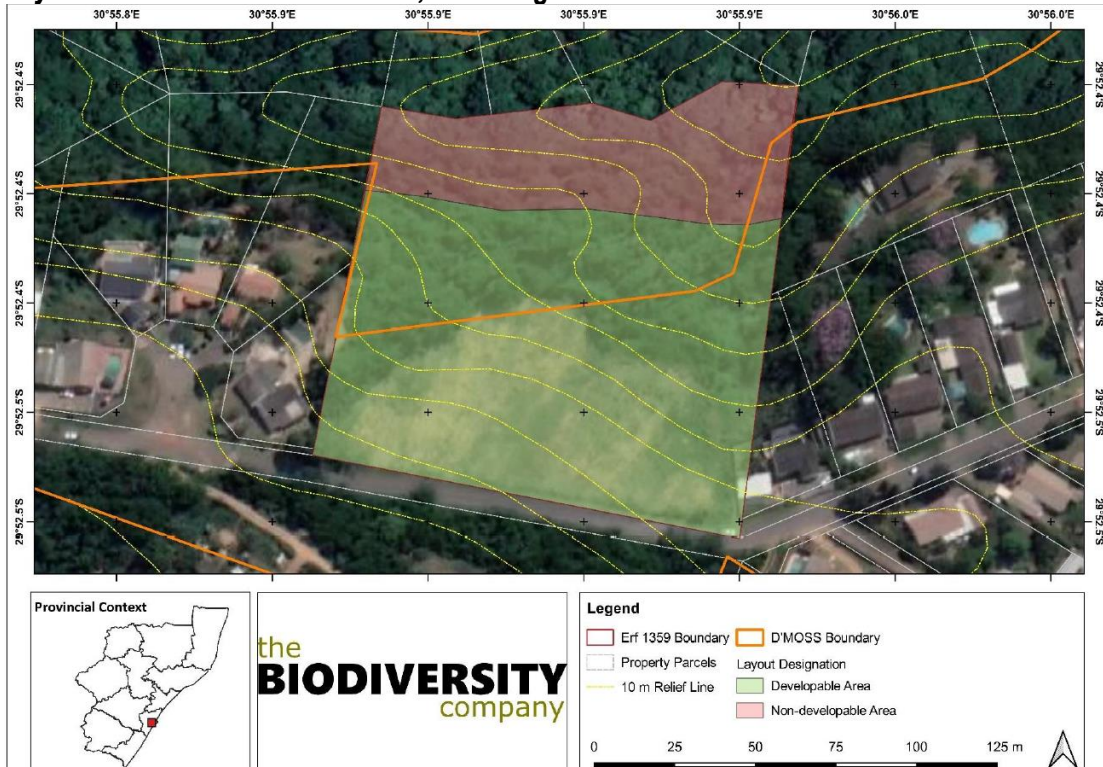 30°55.8'E 30°55.9'E 30°55.9'E 30°55.9'E 30°55.9'E 30°56.0'E 30°56.0'E
29°52.4'S 29°52.4'S
29°52.4'S 29°52.4'S
29°52.4'S 29°52.4'S
29°52.5'S 29°52.5'S
29°52.5'S 29°52.5'S
Provincial Context
the
BIODIVERSITY
company
Legend
Erf 1359 Boundary D'MOSS Boundary
Property Parcels Layout Designation
10 m Relief Line Developable Area
Non-developable Area
0 25 50 75 100 125 m